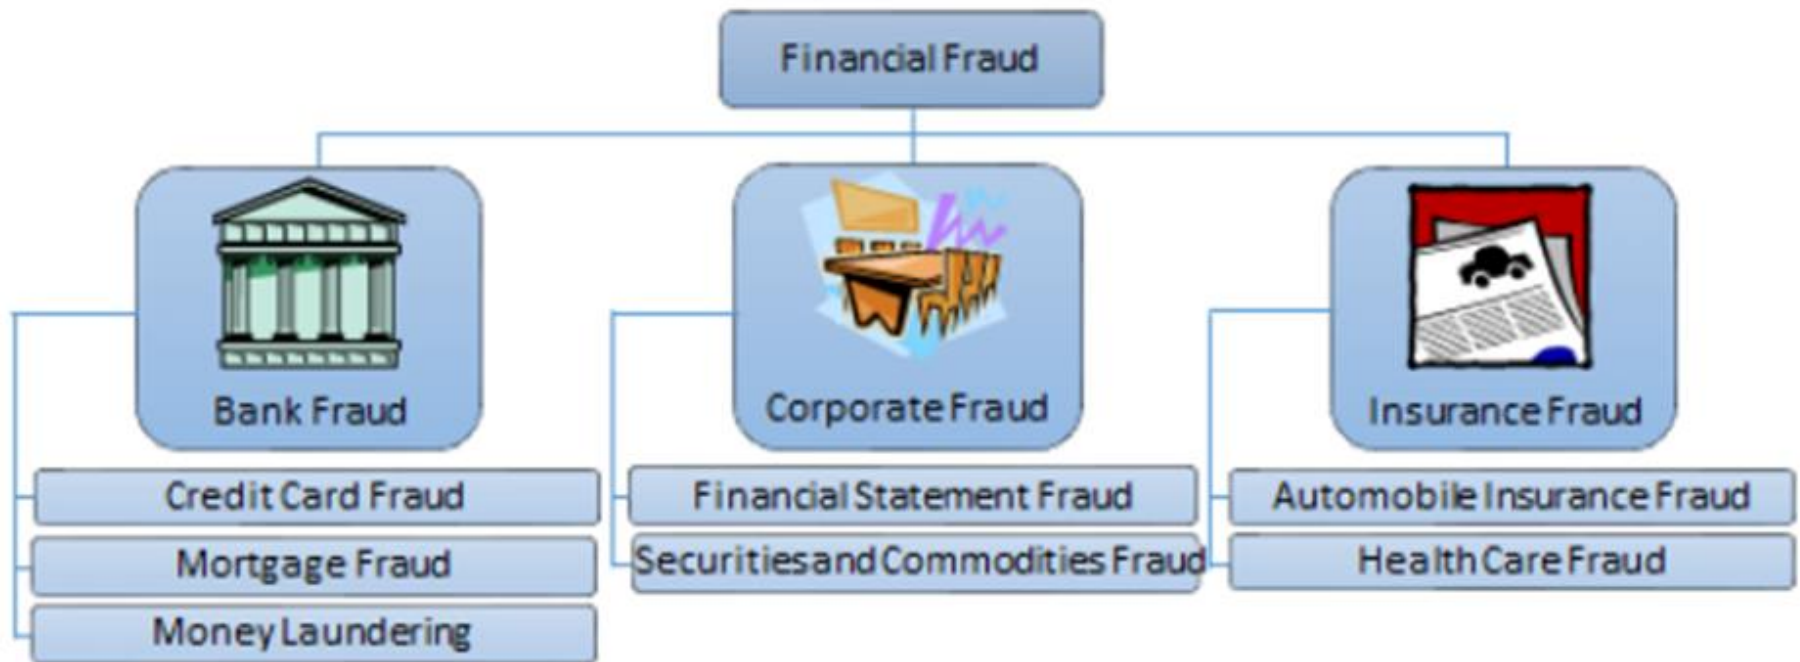 Financial Fraud
Bank Fraud
Corporate Fraud
Insurance Fraud
Credit Card Fraud
Mortgage Fraud
Money Laundering
Financial Statement Fraud
Securities and Commodities Fraud
Automobile Insurance Fraud
Health Care Fraud